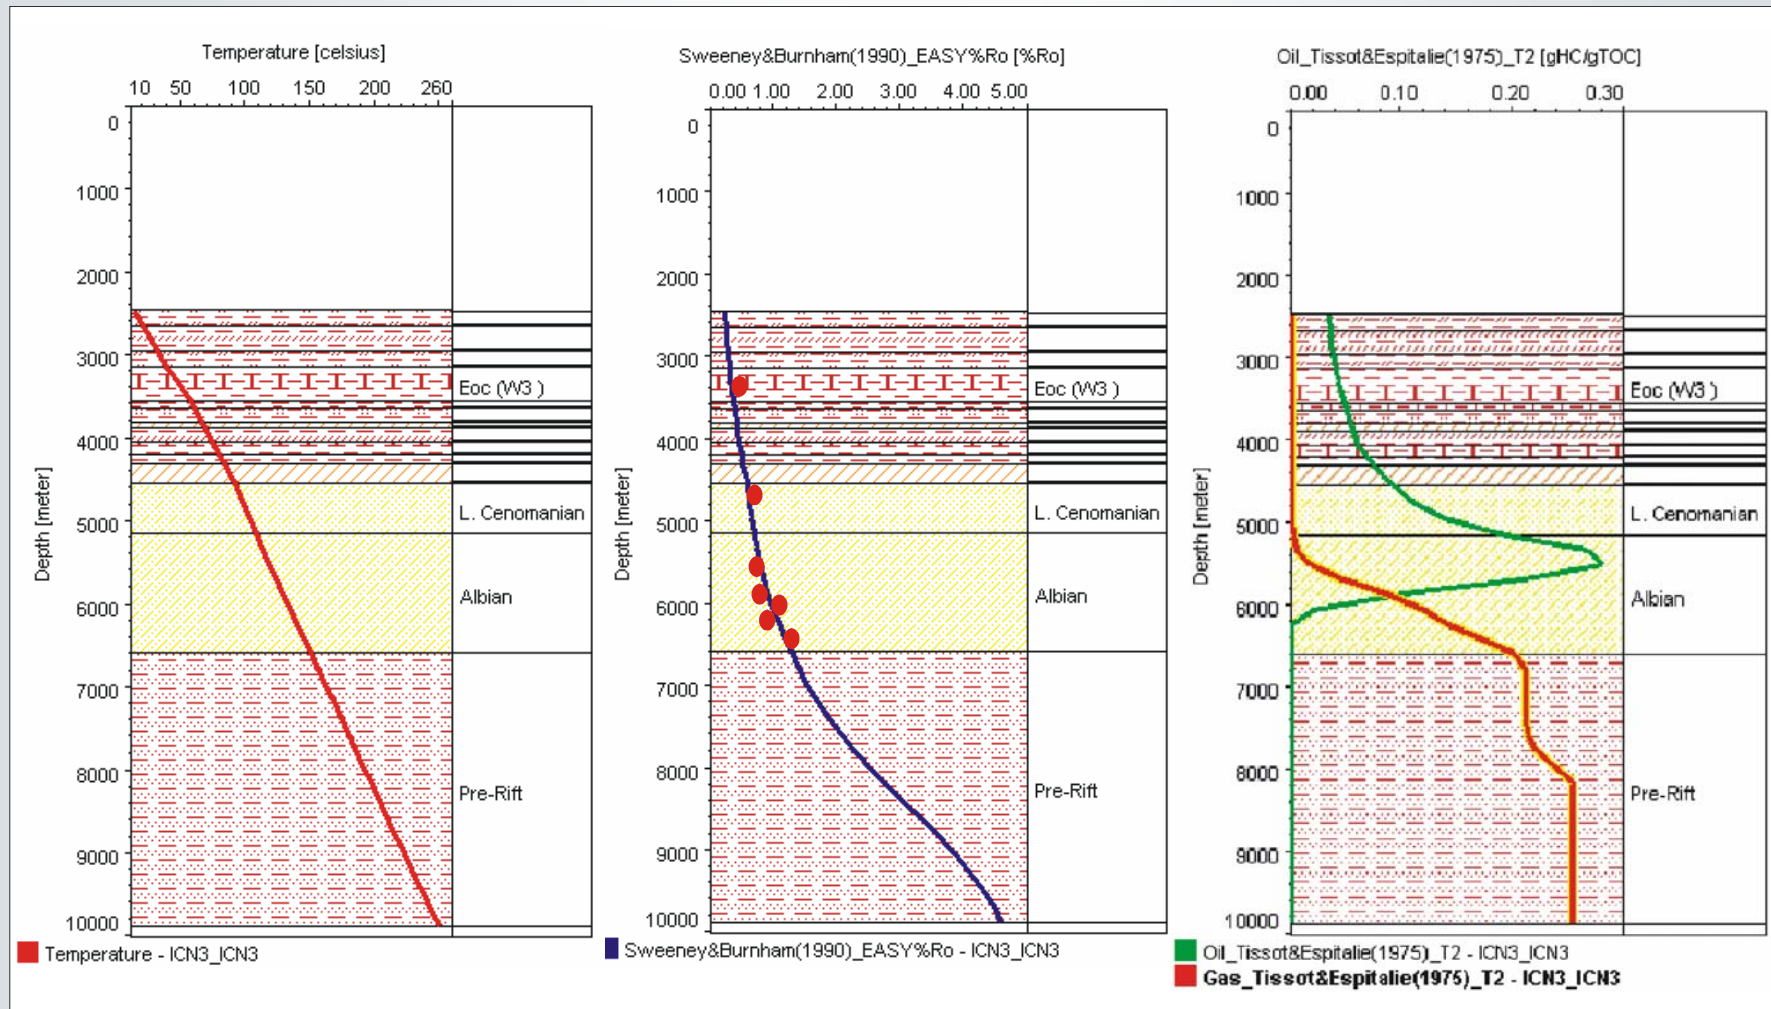 Temperature [celsius]
10 50 100 150 200 260
0
1000
2000
3000
4000
5000
6000
7000
8000
9000
10000
Depth [meter]
Eoc (W3 )
L. Cenomanian
Albian
Pre-Rift
Temperature - ICN3_ICN3
Sweeney&Burnham(1990)_EASY%Ro [%Ro]
0.00 1.00 2.00 3.00 4.00 5.00
0
1000
2000
3000
4000
5000
6000
7000
8000
9000
10000
Depth [meter]
Eoc (W3 )
L. Cenomanian
Albian
Pre-Rift
Sweeney&Burnham(1990)_EASY%Ro - ICN3_ICN3
Oil_Tissot&Espitalie(1975)_T2 [gHC/gTOC]
0.00 0.10 0.20 0.30
0
1000
2000
3000
4000
5000
6000
7000
8000
9000
10000
Depth [meter]
Eoc (W3 )
L. Cenomanian
Albian
Pre-Rift
Oil_Tissot&Espitalie(1975)_T2 - ICN3_ICN3
Gas_Tissot&Espitalie(1975)_T2 - ICN3_ICN3